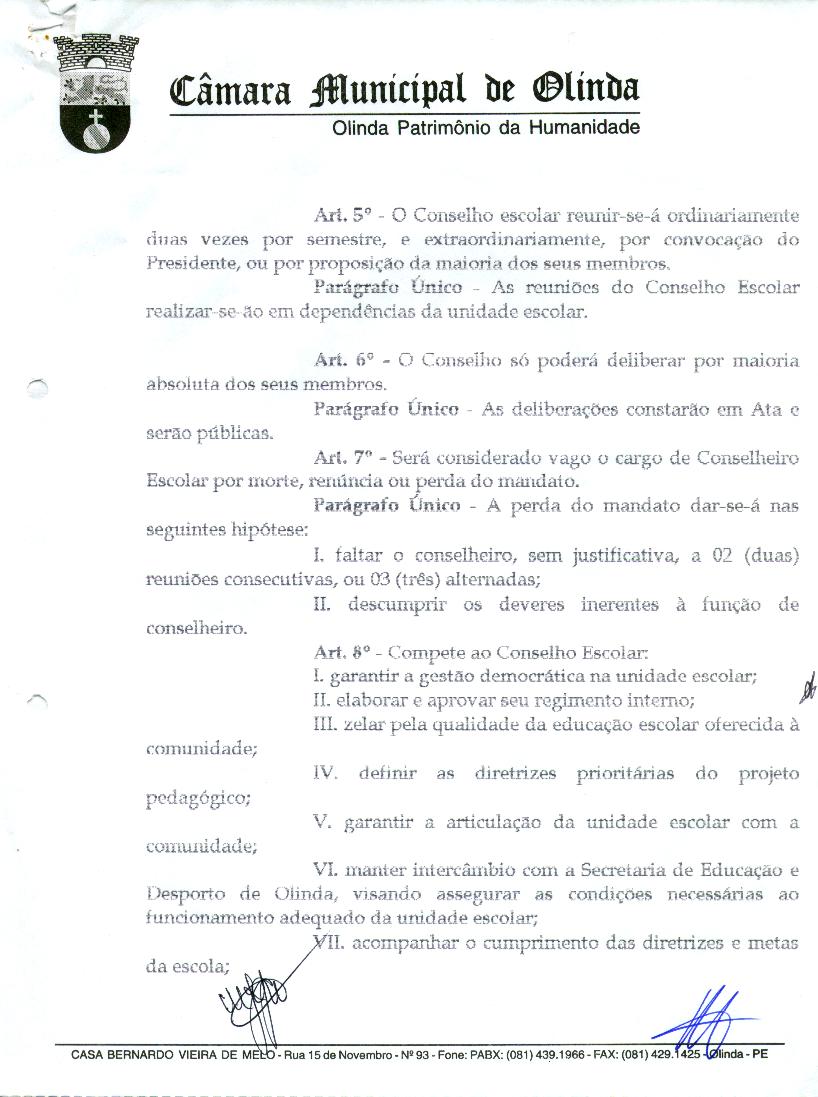 Câmara Municipal de Olinda
Olinda Patrimônio da Humanidade
Art. 5º - O Conselho escolar reunir-se-á ordinariamente
duas vezes por semestre, e extraordinariamente, por convocação do
Presidente, ou por proposição da maioria dos seus membros.
Parágrafo Único - As reuniões do Conselho Escolar
realizar-se-ão em dependências da unidade escolar.
Art. 6º - O Conselho só poderá deliberar por maioria
absoluta dos seus membros.
Parágrafo Único - As deliberações constarão em Ata e
serão públicas.
Art. 7º - Será considerado vago o cargo de Conselheiro
Escolar por morte, renúncia ou perda do mandato.
Parágrafo Único - A perda do mandato dar-se-á nas
seguintes hipótese:
I. faltar o conselheiro, sem justificativa, a 02 (duas)
reuniões consecutivas, ou 03 (três) alternadas;
II. descumprir os deveres inerentes à função de
conselheiro.
Art. 8º - Compete ao Conselho Escolar:
I. garantir a gestão democrática na unidade escolar;
II. elaborar e aprovar seu regimento interno;
III. zelar pela qualidade da educação escolar oferecida à
comunidade;
IV. definir as diretrizes prioritárias do projeto
pedagógico;
V. garantir a articulação da unidade escolar com a
comunidade;
VI. manter intercâmbio com a Secretaria de Educação e
Desporto de Olinda, visando assegurar as condições necessárias ao
funcionamento adequado da unidade escolar;
VII. acompanhar o cumprimento das diretrizes e metas
da escola;
CASA BERNARDO VIEIRA DE MELO - Rua 15 de Novembro - Nº 93 - Fone: PABX: (081) 439.1966 - FAX: (081) 429.1425 - Olinda - PE